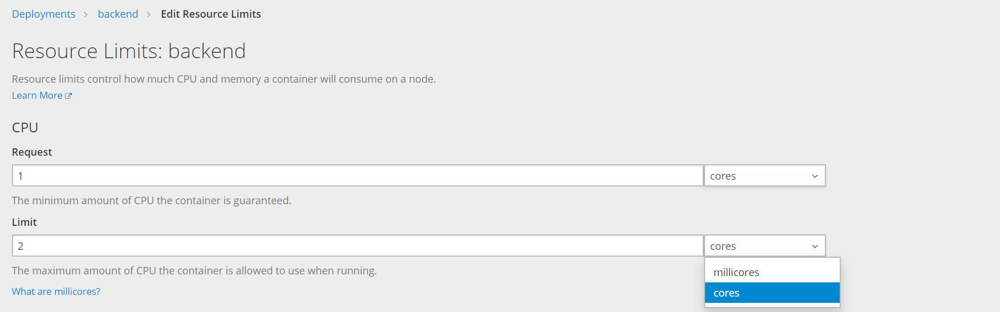 Deployments > backend > Edit Resource Limits
Resource Limits: backend
Resource limits control how much CPU and memory a container will consume on a node.
Learn More
CPU
Request
1 cores
The minimum amount of CPU the container is guaranteed.
Limit
2 cores
The maximum amount of CPU the container is allowed to use when running.
millicores
What are millicores?
cores